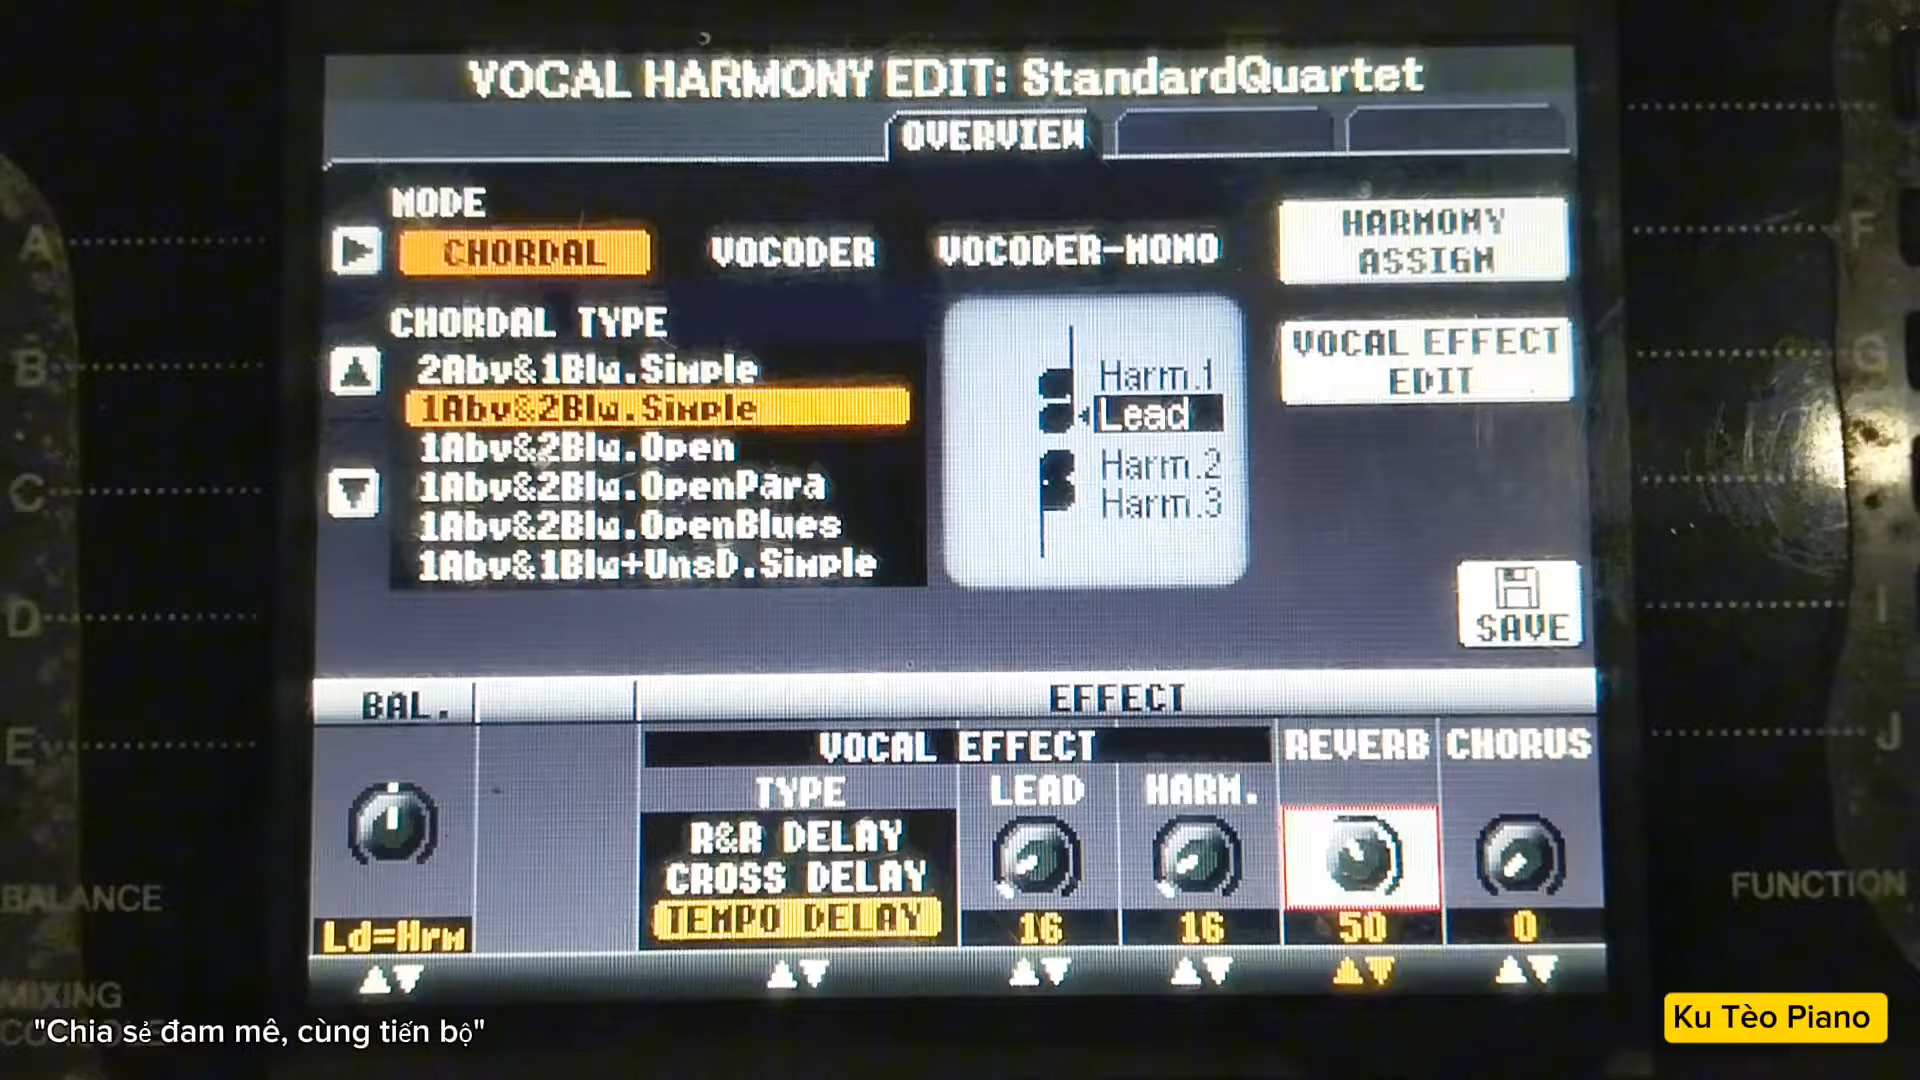 VOCAL HARMONY EDIT: StandardQuartet
OVERVIEW
MODE
CHORDAL
VOCODER
VOCODER-MONO
HARMONY
ASSIGN
CHORDAL TYPE
2Abv&1Blw.Simple
1Abv&2Blw.Simple
1Abv&2Blw.Open
1Abv&2Blw.OpenPara
1Abv&2Blw.OpenBlues
1Abv&1Blw+UnsD.Simple
Harm.1
Lead
Harm.2
Harm.3
VOCAL EFFECT
EDIT
SAVE
A
B
C
D
E
F
G
I
J
BAL.
EFFECT
VOCAL EFFECT
REVERB
CHORUS
TYPE
LEAD
HARM.
R&R DELAY
CROSS DELAY
TEMPO DELAY
Ld=Hrm
16
16
50
0
BALANCE
FUNCTION
MIXING
"Chia sẻ đam mê, cùng tiến bộ"
Ku Tèo Piano